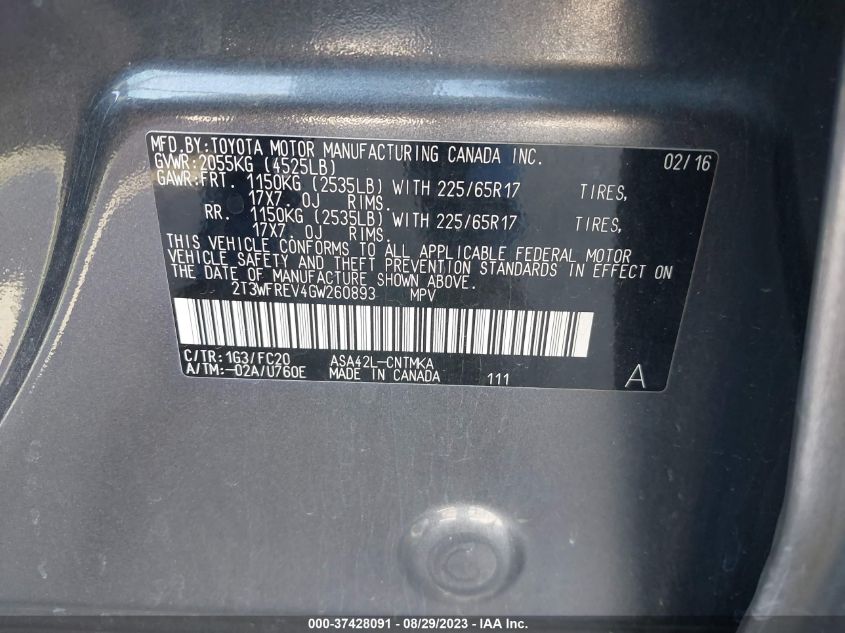 MFD.BY:TOYOTA MOTOR MANUFACTURING CANADA INC. 02/16
GVWR:2055KG (4525LB)
GAWR:FRT. 1150KG (2535LB) WITH 225/65R17 TIRES,
17X7.0J RIMS.
RR. 1150KG (2535LB) WITH 225/65R17 TIRES,
17X7.0J RIMS.
THIS VEHICLE CONFORMS TO ALL APPLICABLE FEDERAL MOTOR
VEHICLE SAFETY AND THEFT PREVENTION STANDARDS IN EFFECT ON
THE DATE OF MANUFACTURE SHOWN ABOVE.
2T3WFREV4GW260893 MPV
C/TR:1G3/FC20 ASA42L-CNTMKA
A/TM:-02A/U760E MADE IN CANADA 111 A
000-37428091 - 08/29/2023 - IAA Inc.